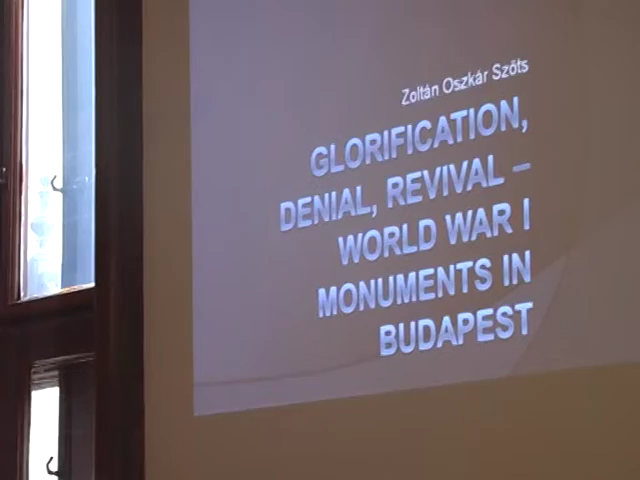 Zoltán Oszkár Szőts
GLORIFICATION,
DENIAL, REVIVAL –
WORLD WAR I
MONUMENTS IN
BUDAPEST